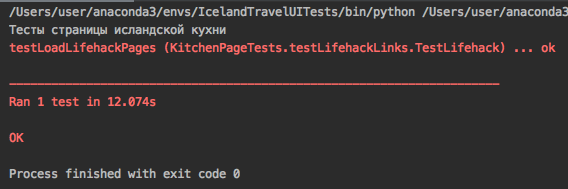 /Users/user/anaconda3/envs/IcelandTravelUITests/bin/python /Users/user/anaconda3
Тесты страницы исландской кухни
testLoadLifehackPages (KitchenPageTests.testLifehackLinks.TestLifehack) ... ok
----------------------------------------------------------------------
Ran 1 test in 12.074s
OK
Process finished with exit code 0